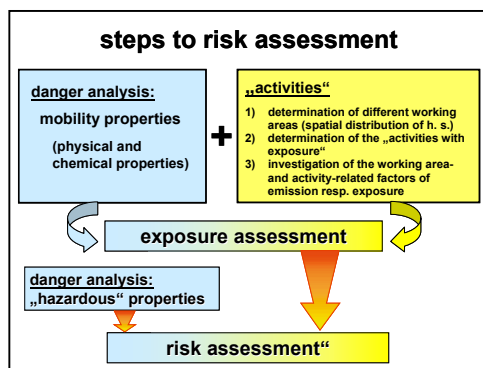 steps to risk assessment
danger analysis:
mobility properties
(physical and
chemical properties)
+
„activities“
1) determination of different working
areas (spatial distribution of h. s.)
2) determination of the „activities with
exposure“
3) investigation of the working area-
and activity-related factors of
emission resp. exposure
exposure assessment
danger analysis:
„hazardous“ properties
risk assessment“